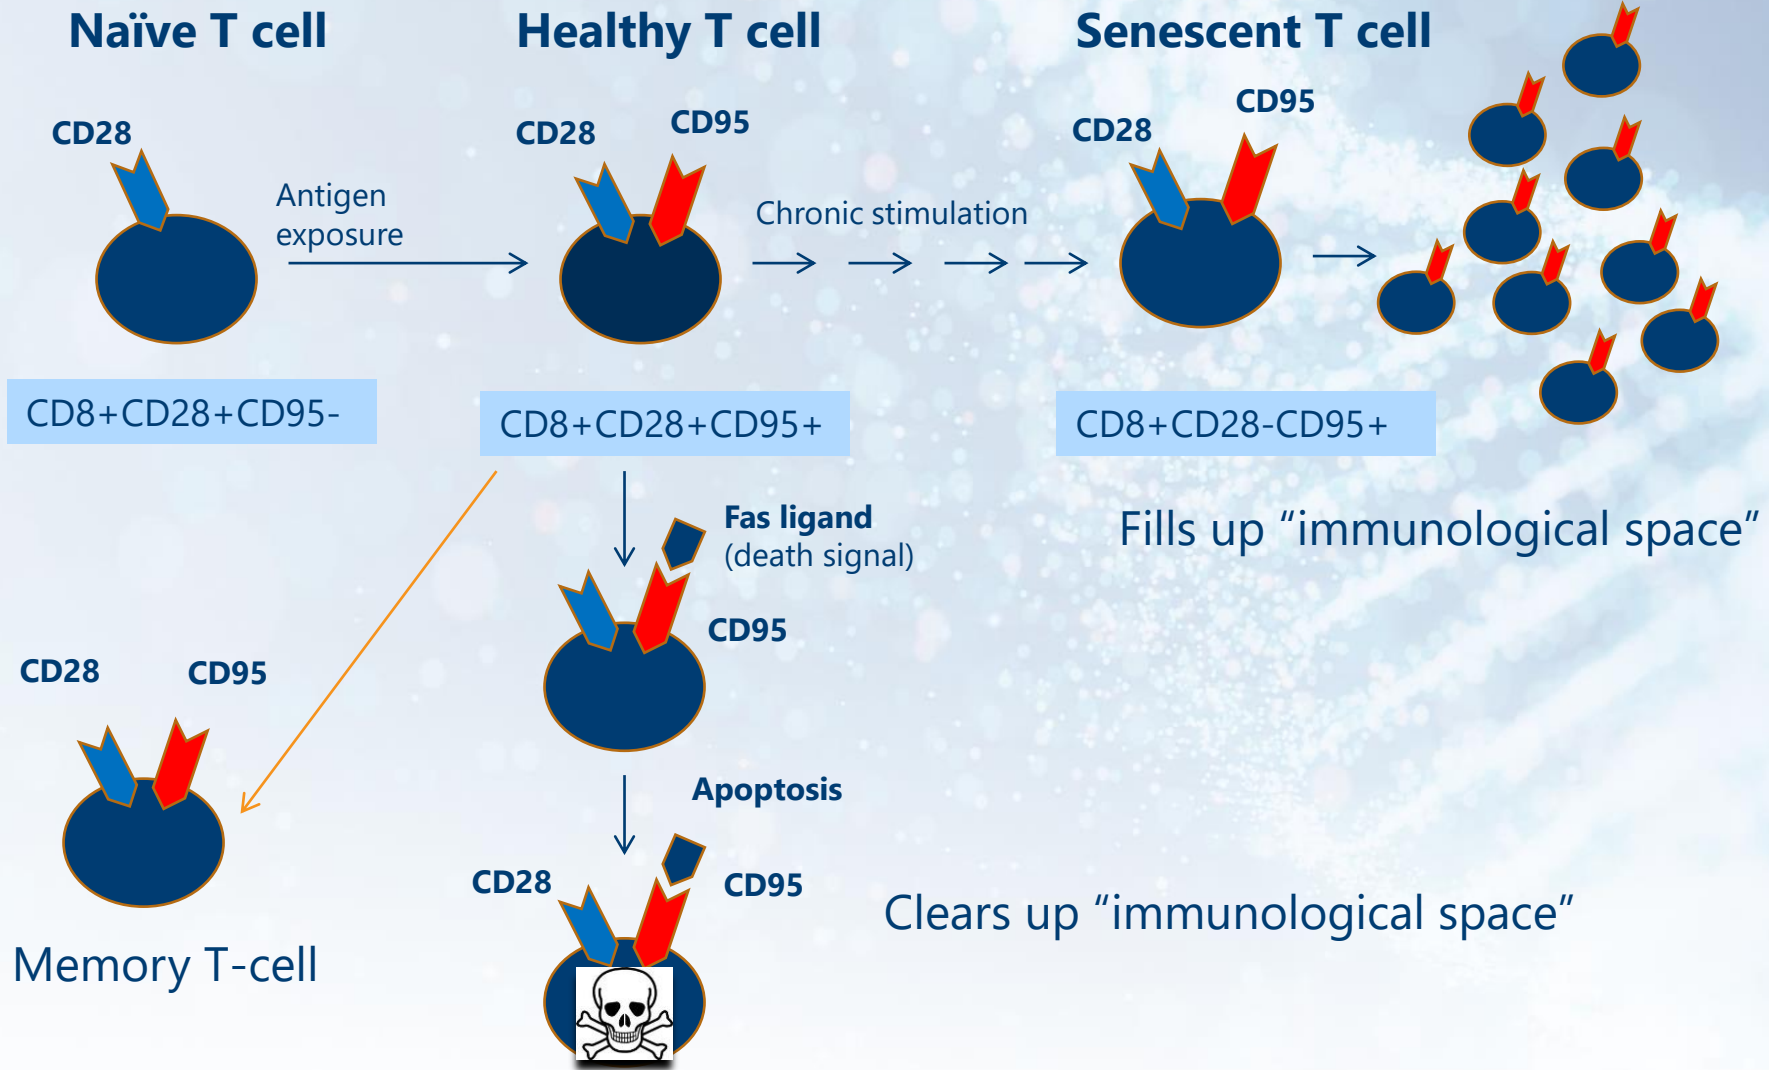 Naïve T cell
Healthy T cell
Senescent T cell
CD28
CD28
CD95
CD28
CD95
Antigen
exposure
Chronic stimulation
CD8+CD28+CD95-
CD8+CD28+CD95+
CD8+CD28-CD95+
Fas ligand
(death signal)
Fills up “immunological space”
CD95
CD28
CD95
Apoptosis
CD28
CD95
Clears up “immunological space”
Memory T-cell